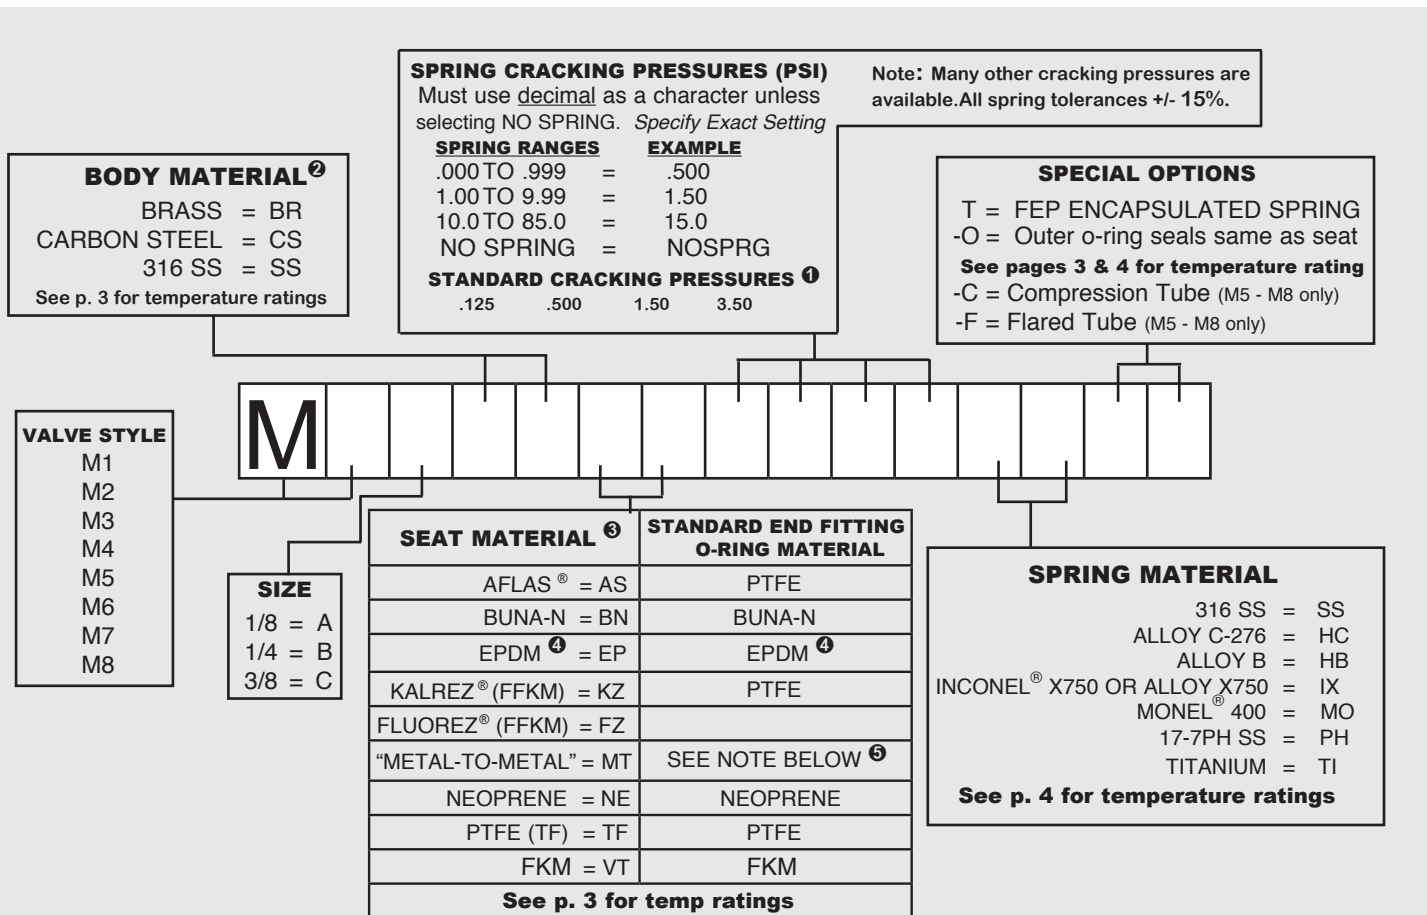 SPRING CRACKING PRESSURES (PSI)
Must use decimal as a character unless
selecting NO SPRING. Specify Exact Setting
SPRING RANGES EXAMPLE
.000 TO .999 = .500
1.00 TO 9.99 = 1.50
10.0 TO 85.0 = 15.0
NO SPRING = NOSPRG
STANDARD CRACKING PRESSURES ❶
.125 .500 1.50 3.50
Note: Many other cracking pressures are
available.All spring tolerances +/- 15%.
BODY MATERIAL❷
BRASS = BR
CARBON STEEL = CS
316 SS = SS
See p. 3 for temperature ratings
SPECIAL OPTIONS
T = FEP ENCAPSULATED SPRING
-O = Outer o-ring seals same as seat
See pages 3 & 4 for temperature rating
-C = Compression Tube (M5 - M8 only)
-F = Flared Tube (M5 - M8 only)
M
VALVE STYLE
M1
M2
M3
M4
M5
M6
M7
M8
SIZE
1/8 = A
1/4 = B
3/8 = C
SEAT MATERIAL ❸ STANDARD END FITTING
O-RING MATERIAL
AFLAS ® = AS PTFE
BUNA-N = BN BUNA-N
EPDM ❹ = EP EPDM ❹
KALREZ® (FFKM) = KZ PTFE
FLUOREZ® (FFKM) = FZ
“METAL-TO-METAL” = MT SEE NOTE BELOW ❺
NEOPRENE = NE NEOPRENE
PTFE (TF) = TF PTFE
FKM = VT FKM
See p. 3 for temp ratings
SPRING MATERIAL
316 SS = SS
ALLOY C-276 = HC
ALLOY B = HB
INCONEL® X750 OR ALLOY X750 = IX
MONEL® 400 = MO
17-7PH SS = PH
TITANIUM = TI
See p. 4 for temperature ratings